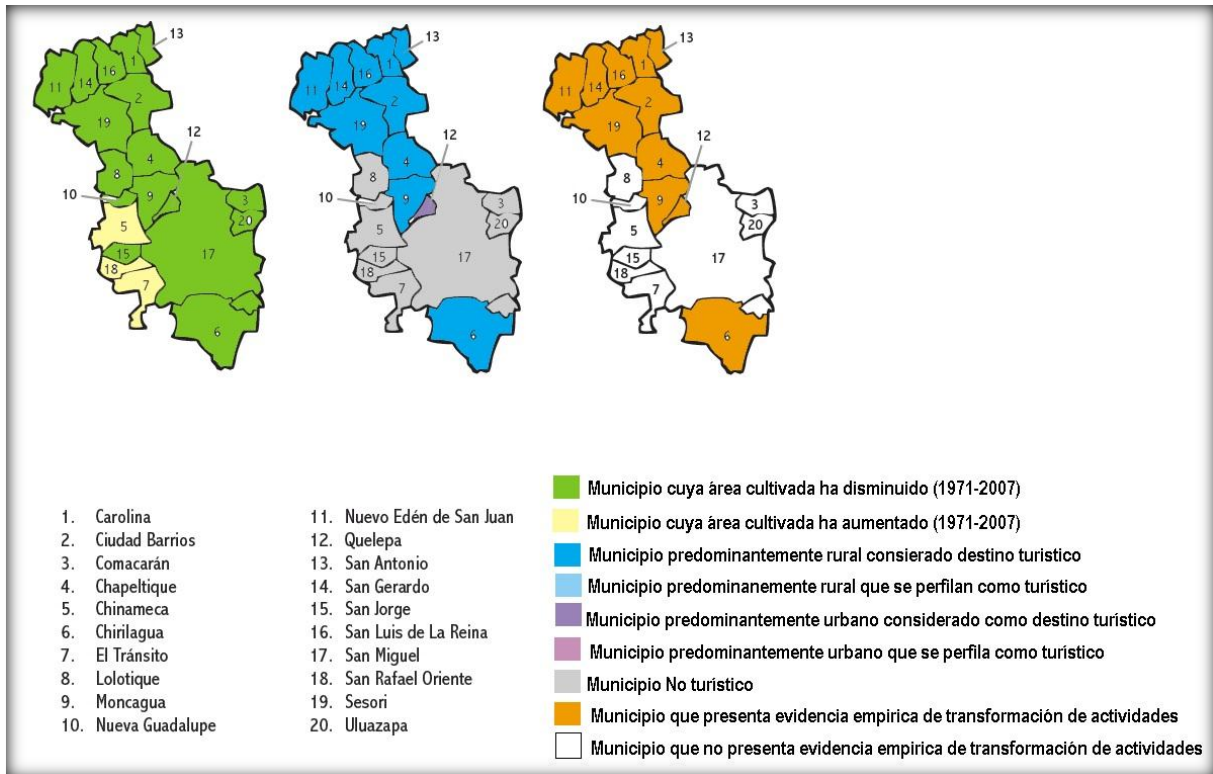 13
11
14
16
1
2
19
12
4
8
10
9
3
20
5
15
17
18
7
6
13
11
14
16
1
2
19
12
4
8
10
9
3
20
5
15
17
18
7
6
13
11
14
16
1
2
19
12
4
8
10
9
3
20
5
15
17
18
7
6
1. Carolina
2. Ciudad Barrios
3. Comacarán
4. Chapeltique
5. Chinameca
6. Chirilagua
7. El Tránsito
8. Lolotique
9. Moncagua
10. Nueva Guadalupe
11. Nuevo Edén de San Juan
12. Quelepa
13. San Antonio
14. San Gerardo
15. San Jorge
16. San Luis de La Reina
17. San Miguel
18. San Rafael Oriente
19. Sesori
20. Uluazapa
Municipio cuya área cultivada ha disminuido (1971-2007)
Municipio cuya área cultivada ha aumentado (1971-2007)
Municipio predominantemente rural consierado destino turistico
Municipio predominanemente rural que se perfilan como turístico
Municipio predominantemente urbano considerado como destino turístico
Municipio predominantemente urbano que se perfila como turístico
Municipio No turístico
Municipio que presenta evidencia empirica de transformación de actividades
Municipio que no presenta evidencia empirica de transformación de actividades